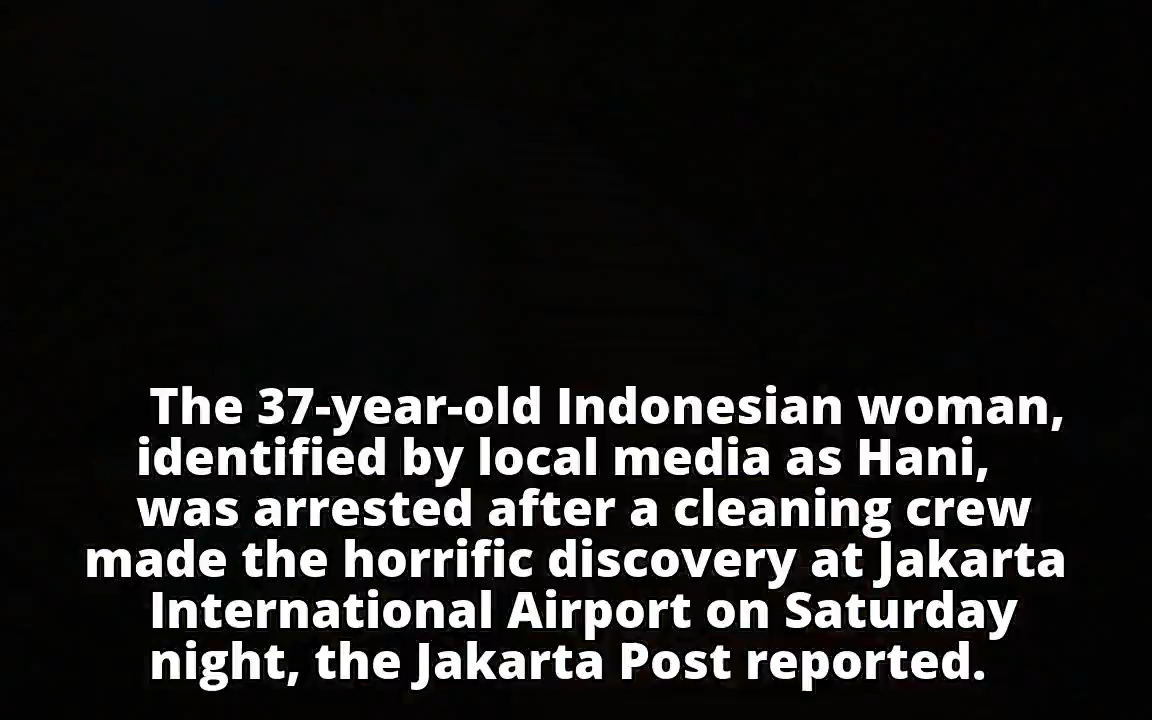 The 37-year-old Indonesian woman,
identified by local media as Hani,
was arrested after a cleaning crew
made the horrific discovery at Jakarta
International Airport on Saturday
night, the Jakarta Post reported.